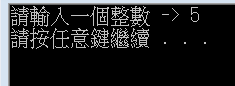 請輸入一個整數 -> 5
請按任意鍵繼續 . . .